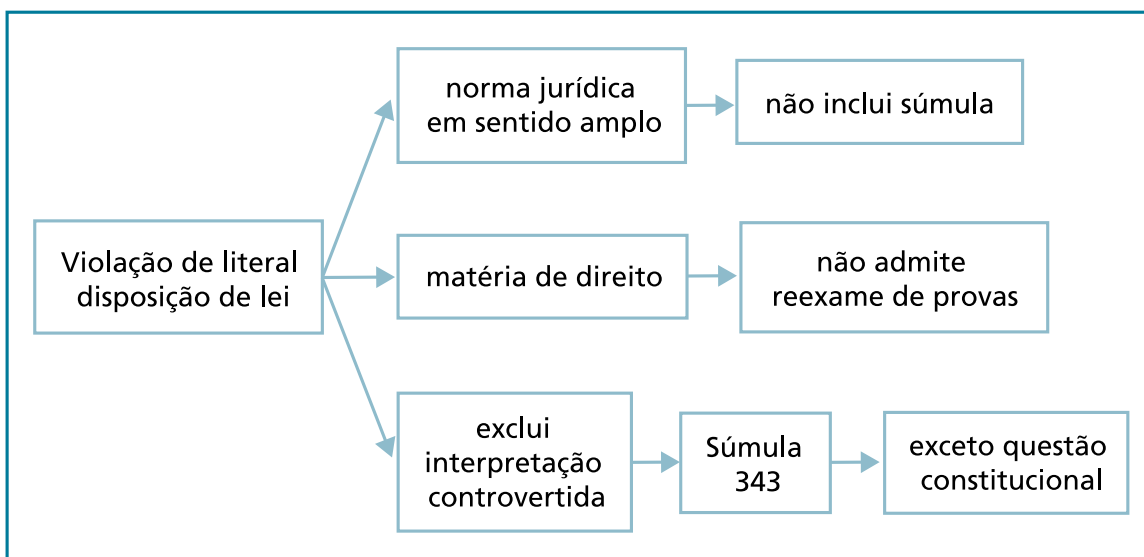 Violação de literal
disposição de lei
norma jurídica
em sentido amplo
não inclui súmula
matéria de direito
não admite
reexame de provas
exclui
interpretação
controvertida
Súmula
343
exceto questão
constitucional